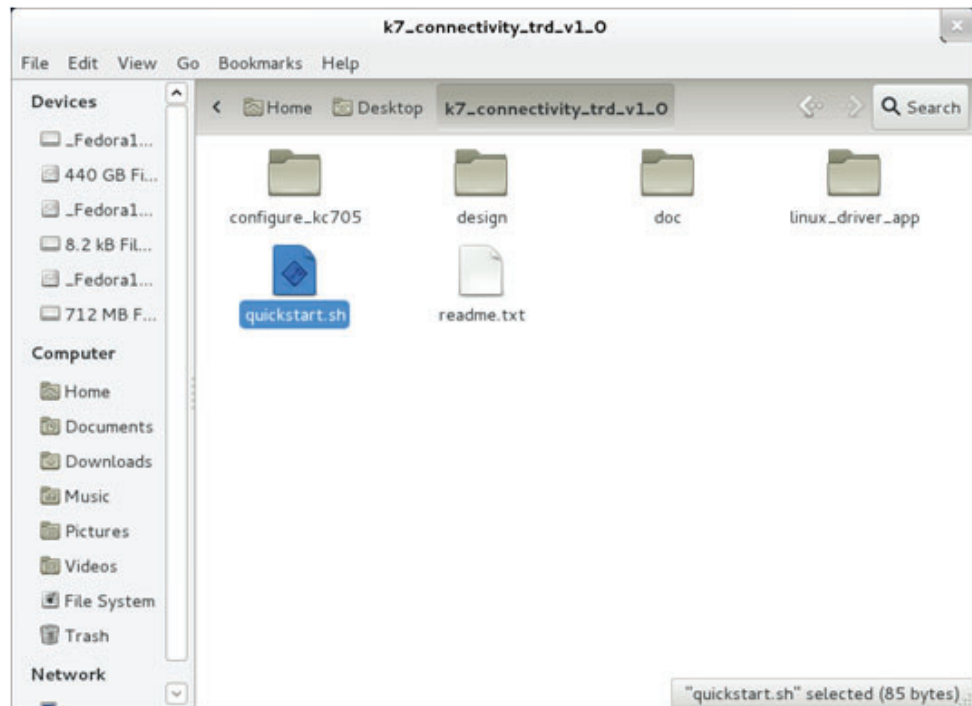 k7_connectivity_trd_v1_0
File Edit View Go Bookmarks Help
Devices
_Fedora1...
440 GB Fi...
_Fedora1...
8.2 kB Fil...
_Fedora1...
712 MB F...
Computer
Home
Documents
Downloads
Music
Pictures
Videos
File System
Trash
Network
Home Desktop k7_connectivity_trd_v1_0 Search
configure_kc705 design doc linux_driver_app
quickstart.sh readme.txt
"quickstart.sh" selected (85 bytes)